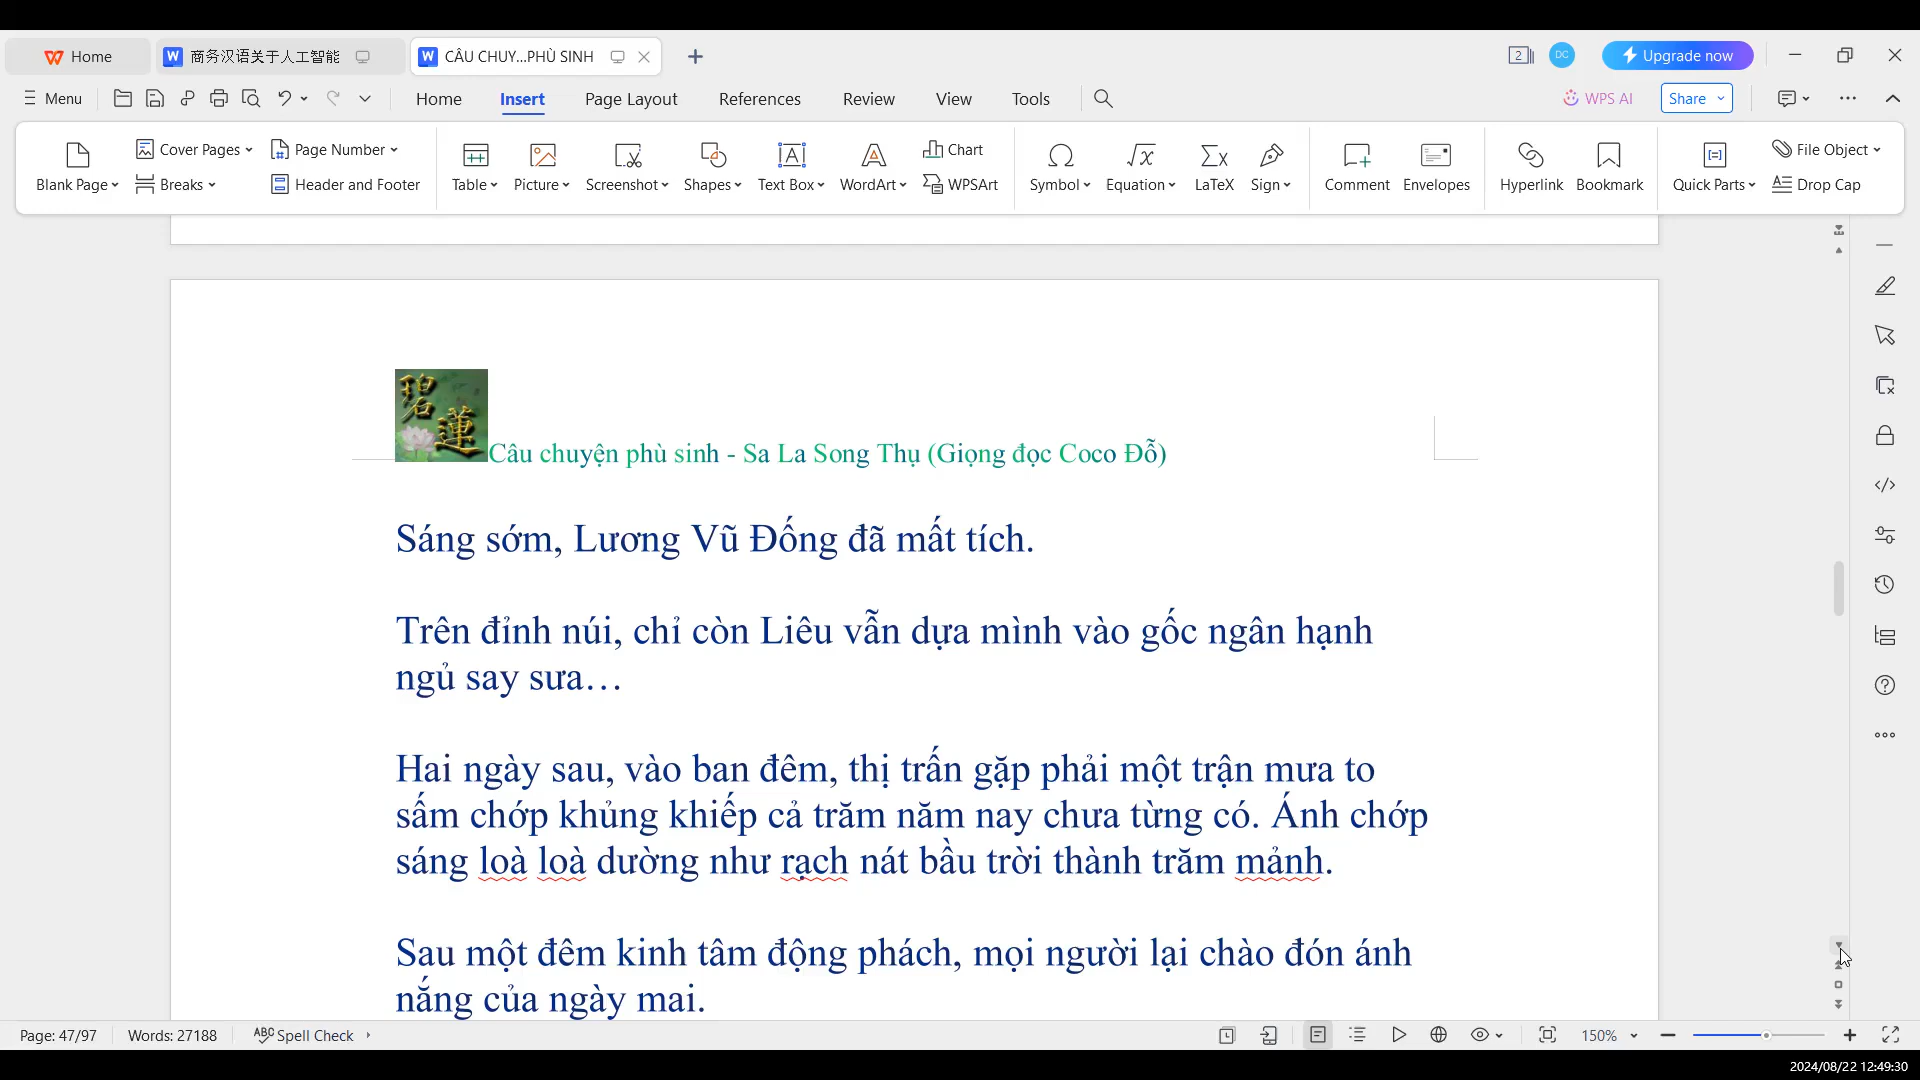 Home
商务汉语关于人工智能
CÂU CHUY...PHÙ SINH
2
DC
Upgrade now
Menu
Home
Insert
Page Layout
References
Review
View
Tools
WPS AI
Share
Blank Page
Cover Pages
Breaks
Page Number
Header and Footer
Table
Picture
Screenshot
Shapes
Text Box
WordArt
Chart
WPSArt
Symbol
Equation
LaTeX
Sign
Comment
Envelopes
Hyperlink
Bookmark
Quick Parts
File Object
Drop Cap
碧蓮
Câu chuyện phù sinh - Sa La Song Thụ (Giọng đọc Coco Đỗ)
Sáng sớm, Lương Vũ Đống đã mất tích.
Trên đỉnh núi, chỉ còn Liêu vẫn dựa mình vào gốc ngân hạnh
ngủ say sưa…
Hai ngày sau, vào ban đêm, thị trấn gặp phải một trận mưa to
sấm chớp khủng khiếp cả trăm năm nay chưa từng có. Ánh chớp
sáng loà loà dường như rạch nát bầu trời thành trăm mảnh.
Sau một đêm kinh tâm động phách, mọi người lại chào đón ánh
nắng của ngày mai.
Page: 47/97
Words: 27188
ABC Spell Check
150%
2024/08/22 12:49:30